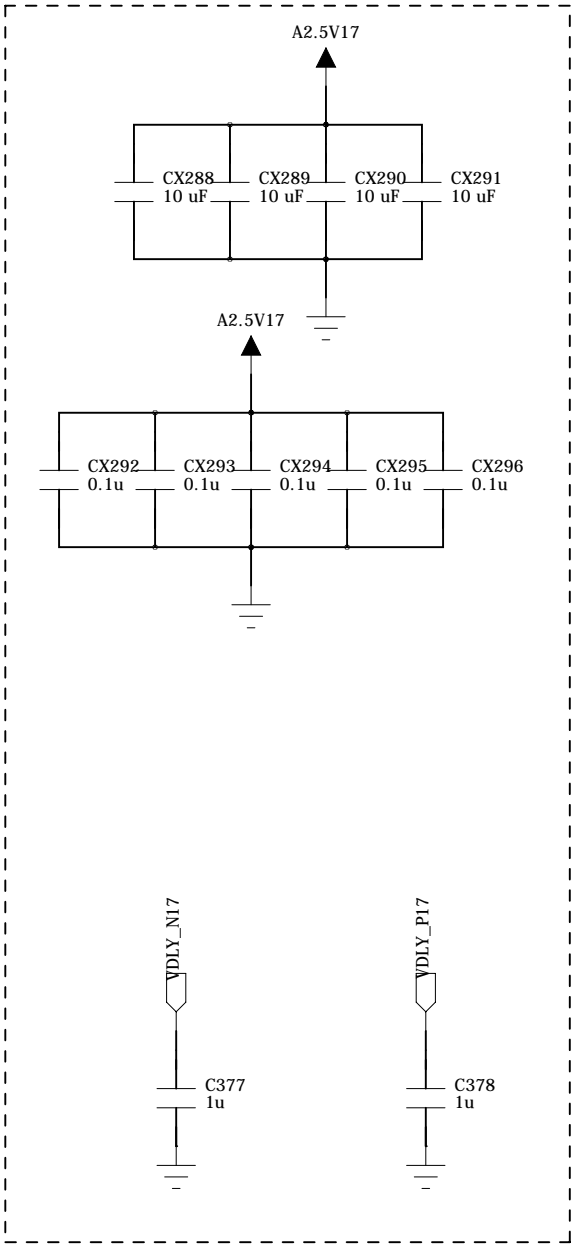 A2.5V17
CX288 CX289 CX290 CX291
10 uF 10 uF 10 uF 10 uF
A2.5V17
CX292 CX293 CX294 CX295 CX296
0.1u 0.1u 0.1u 0.1u 0.1u
VDLY_N17
VDLY_P17
C377
1u
C378
1u